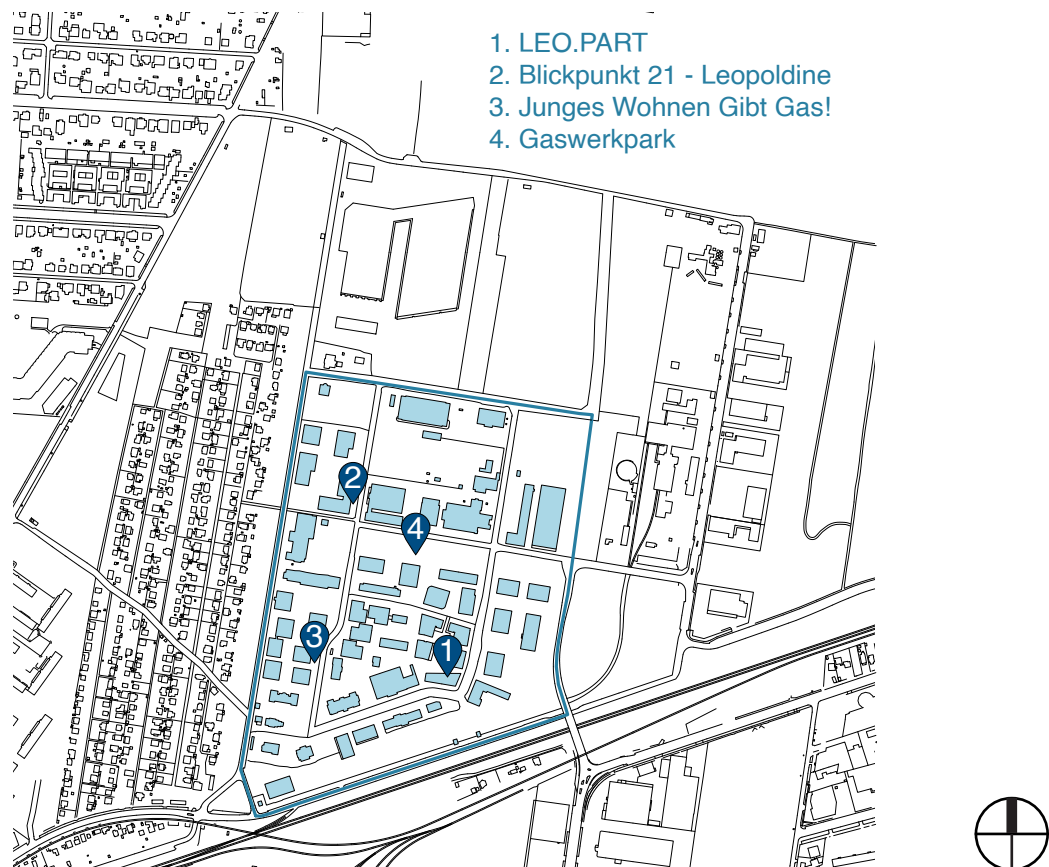 1. LEO.PART
2. Blickpunkt 21 - Leopoldine
3. Junges Wohnen Gibt Gas!
4. Gaswerkpark
2
4
3
1